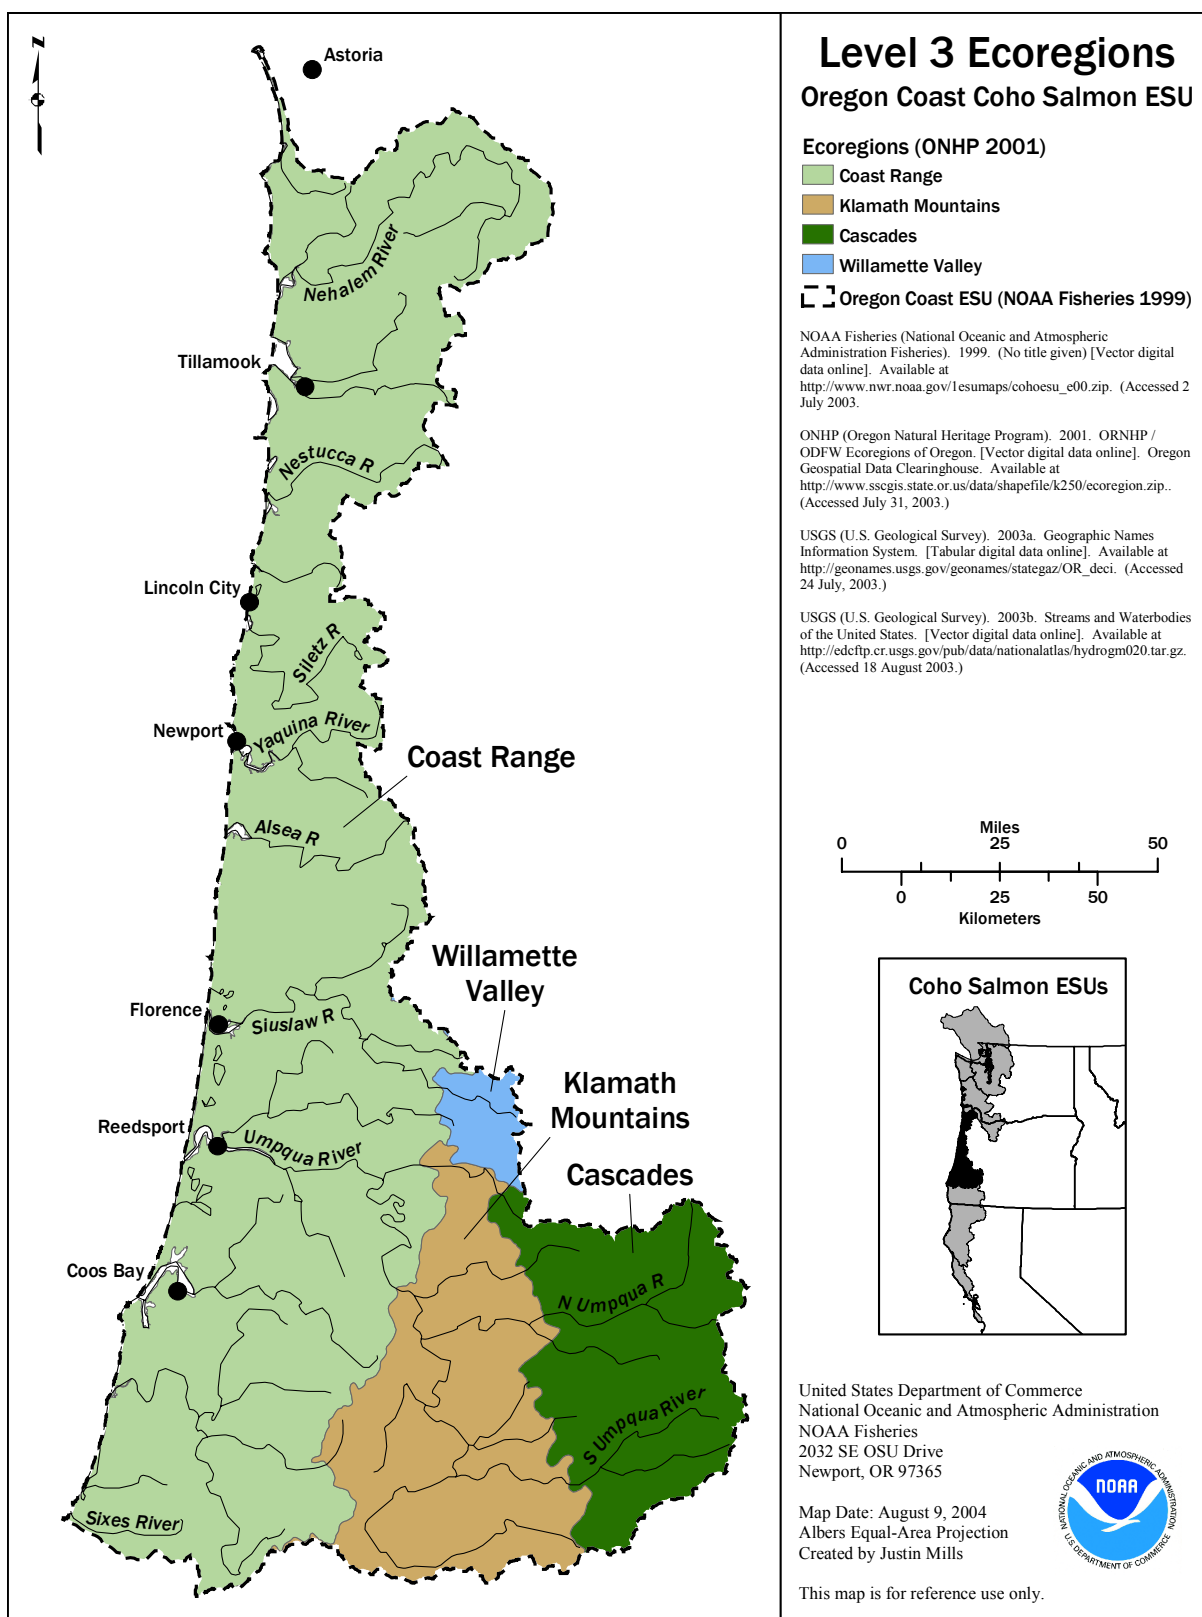 Z
Astoria
Nehalem River
Tillamook
Nestucca R
Lincoln City
Siletz R
Newport
Yaquina River
Coast Range
Alsea R
Willamette
Valley
Florence
Siuslaw R
Klamath
Mountains
Reedsport
Umpqua River
Cascades
Coos Bay
N Umpqua R
S Umpqua River
Sixes River
Level 3 Ecoregions
Oregon Coast Coho Salmon ESU
Ecoregions (ONHP 2001)
Coast Range
Klamath Mountains
Cascades
Willamette Valley
Oregon Coast ESU (NOAA Fisheries 1999)
NOAA Fisheries (National Oceanic and Atmospheric
Administration Fisheries). 1999. (No title given) [Vector digital
data online]. Available at
http://www.nwr.noaa.gov/1esumaps/cohoesu_e00.zip. (Accessed 2
July 2003.
ONHP (Oregon Natural Heritage Program). 2001. ORNHP /
ODFW Ecoregions of Oregon. [Vector digital data online]. Oregon
Geospatial Data Clearinghouse. Available at
http://www.sscgis.state.or.us/data/shapefile/k250/ecoregion.zip..
(Accessed July 31, 2003.)
USGS (U.S. Geological Survey). 2003a. Geographic Names
Information System. [Tabular digital data online]. Available at
http://geonames.usgs.gov/geonames/stategaz/OR_deci. (Accessed
24 July, 2003.)
USGS (U.S. Geological Survey). 2003b. Streams and Waterbodies
of the United States. [Vector digital data online]. Available at
http://edcftp.cr.usgs.gov/pub/data/nationalatlas/hydrogm020.tar.gz.
(Accessed 18 August 2003.)
Miles
0 25 50
0 25 50
Kilometers
Coho Salmon ESUs
United States Department of Commerce
National Oceanic and Atmospheric Administration
NOAA Fisheries
2032 SE OSU Drive
Newport, OR 97365
Map Date: August 9, 2004
Albers Equal-Area Projection
Created by Justin Mills
This map is for reference use only.
NATIONAL OCEANIC AND ATMOSPHERIC ADMINISTRATION
NOAA
U.S. DEPARTMENT OF COMMERCE